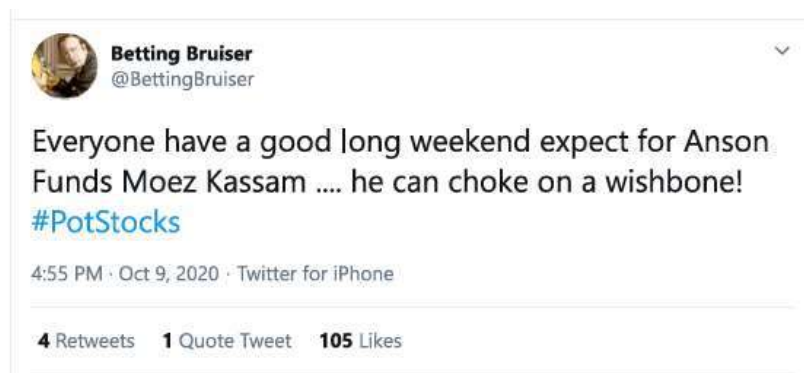 Betting Bruiser
@BettingBruiser
Everyone have a good long weekend expect for Anson
Funds Moez Kassam .... he can choke on a wishbone!
#PotStocks
4:55 PM · Oct 9, 2020 · Twitter for iPhone
4 Retweets 1 Quote Tweet 105 Likes